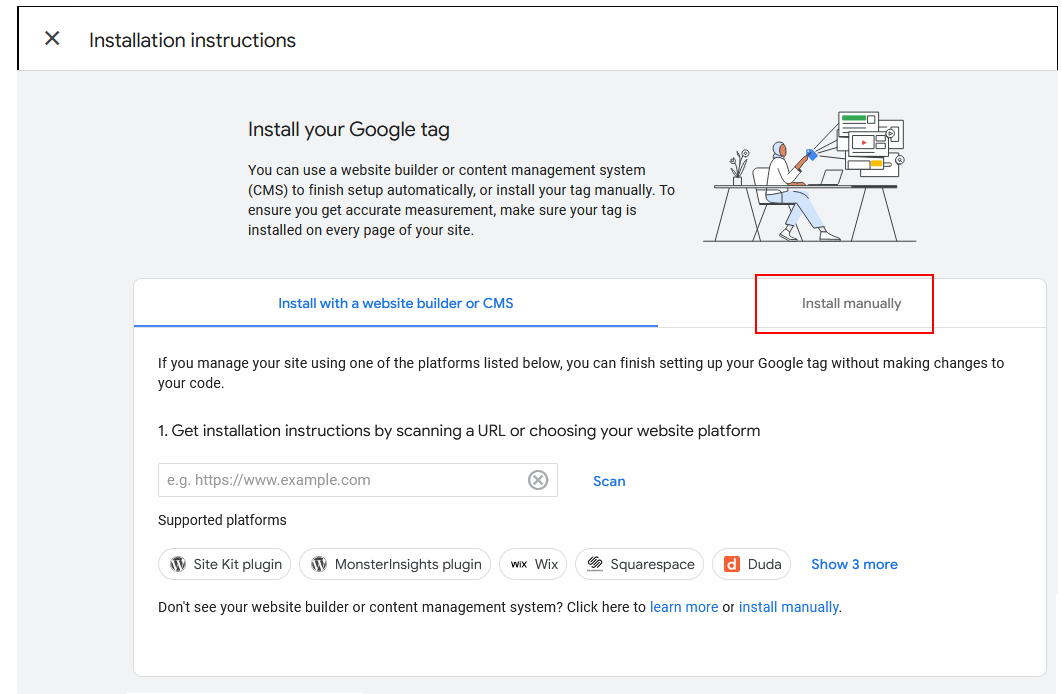 Installation instructions
Install your Google tag
You can use a website builder or content management system
(CMS) to finish setup automatically, or install your tag manually. To
ensure you get accurate measurement, make sure your tag is
installed on every page of your site.
Install with a website builder or CMS
Install manually
If you manage your site using one of the platforms listed below, you can finish setting up your Google tag without making changes to
your code.
1. Get installation instructions by scanning a URL or choosing your website platform
e.g. https://www.example.com
Scan
Supported platforms
Site Kit plugin
MonsterInsights plugin
WIX Wix
Squarespace
d Duda
Show 3 more
Don't see your website builder or content management system? Click here to learn more or install manually.